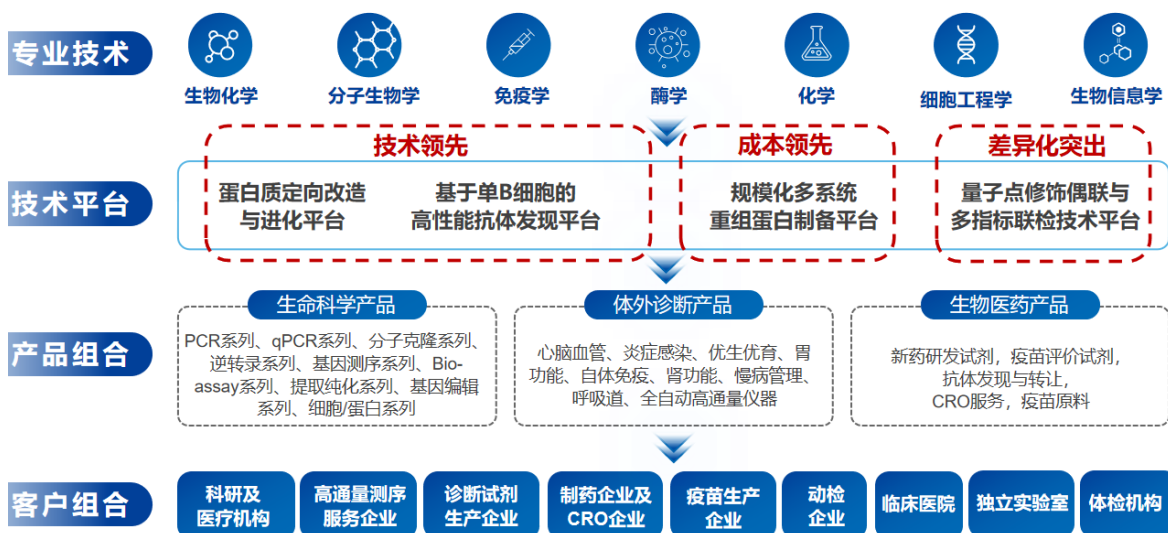 专业技术
生物化学
分子生物学
免疫学
酶学
化学
细胞工程学
生物信息学
技术领先
成本领先
差异化突出
技术平台
蛋白质定向改造
与进化平台
基于单B细胞的
高性能抗体发现平台
规模化多系统
重组蛋白制备平台
量子点修饰偶联与
多指标联检技术平台
产品组合
生命科学产品
PCR系列、qPCR系列、分子克隆系列、
逆转录系列、基因测序系列、Bio-
assay系列、提取纯化系列、基因编辑
系列、细胞/蛋白系列
体外诊断产品
心脑血管、炎症感染、优生优育、胃
功能、自体免疫、肾功能、慢病管理、
呼吸道、全自动高通量仪器
生物医药产品
新药研发试剂，疫苗评价试剂，
抗体发现与转让，
CRO服务，疫苗原料
客户组合
科研及
医疗机构
高通量测序
服务企业
诊断试剂
生产企业
制药企业及
CRO企业
疫苗生产
企业
动检
企业
临床医院
独立实验室
体检机构